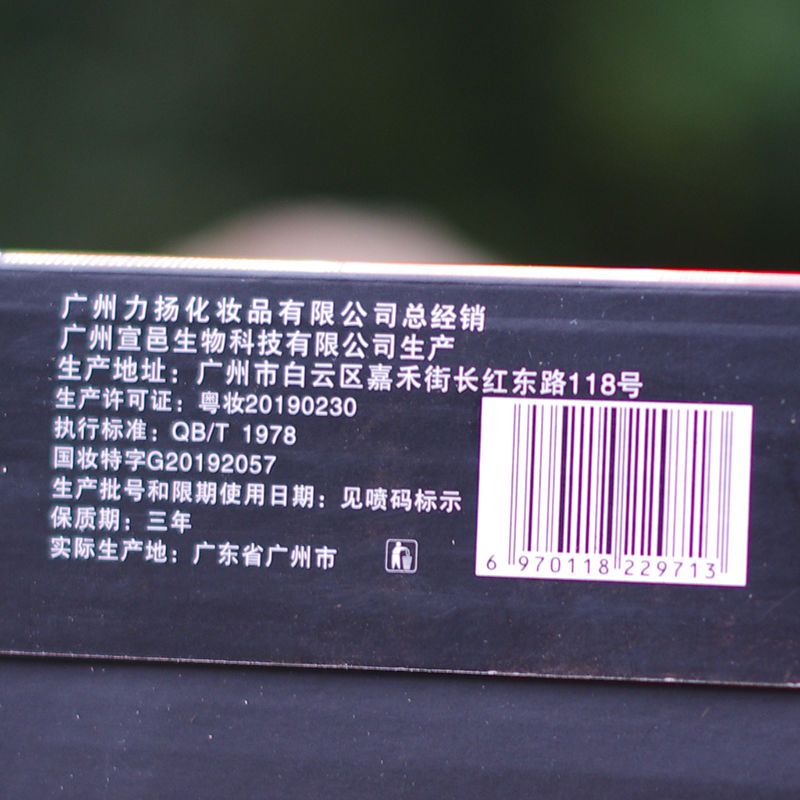 广州力扬化妆品有限公司总经销
广州宣邑生物科技有限公司生产
生产地址：广州市白云区嘉禾街长红东路118号
生产许可证：粤妆20190230
执行标准：QB/T 1978
国妆特字G20192057
生产批号和限期使用日期：见喷码标示
保质期：三年
实际生产地：广东省广州市
6 970118 229713